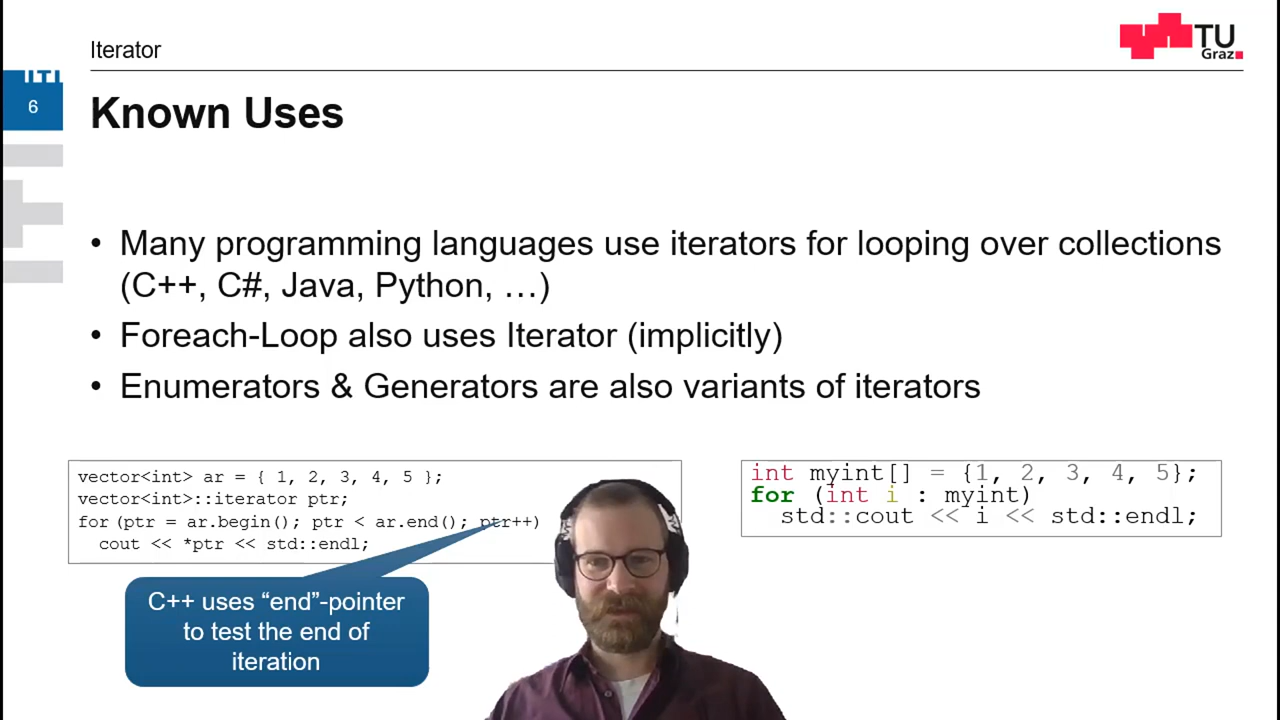 Iterator
TU
Graz
6
Known Uses
• Many programming languages use iterators for looping over collections
(C++, C#, Java, Python, …)
• Foreach-Loop also uses Iterator (implicitly)
• Enumerators & Generators are also variants of iterators
vector<int> ar = { 1, 2, 3, 4, 5 };
vector<int>::iterator ptr;
for (ptr = ar.begin(); ptr < ar.end(); ptr++)
cout << *ptr << std::endl;
int myint[] = {1, 2, 3, 4, 5};
for (int i : myint)
std::cout << i << std::endl;
C++ uses “end”-pointer
to test the end of
iteration